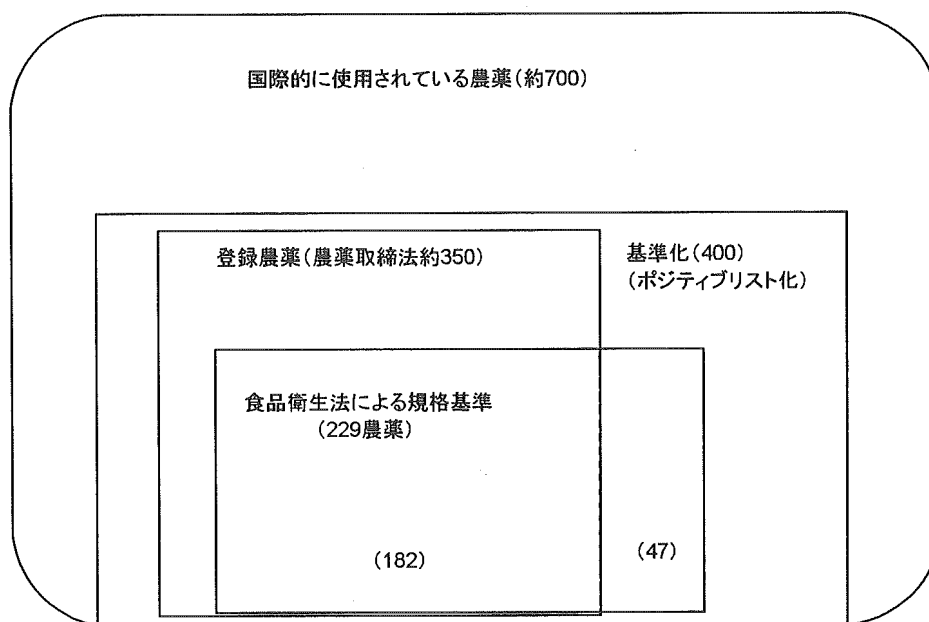 国際的に使用されている農薬（約700）
登録農薬（農薬取締法約350）
基準化（400）
（ポジティブリスト化）
食品衛生法による規格基準
（229農薬）
（182）
（47）